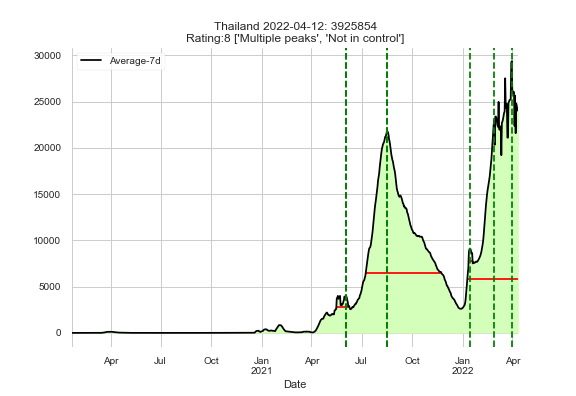 Thailand 2022-04-12: 3925854
Rating:8 ['Multiple peaks', 'Not in control']
Average-7d
30000
25000
20000
15000
10000
5000
0
Apr Jul Oct Jan Apr Jul Oct Jan Apr
2021 2022
Date